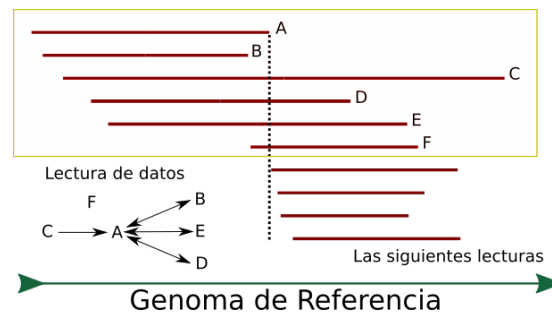 A
B
C
D
E
F
Lectura de datos
F
B
C
A
E
D
Las siguientes lecturas
Genoma de Referencia